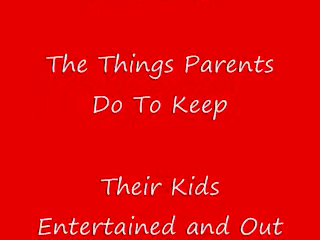 The Things Parents
Do To Keep
Their Kids
Entertained and Out